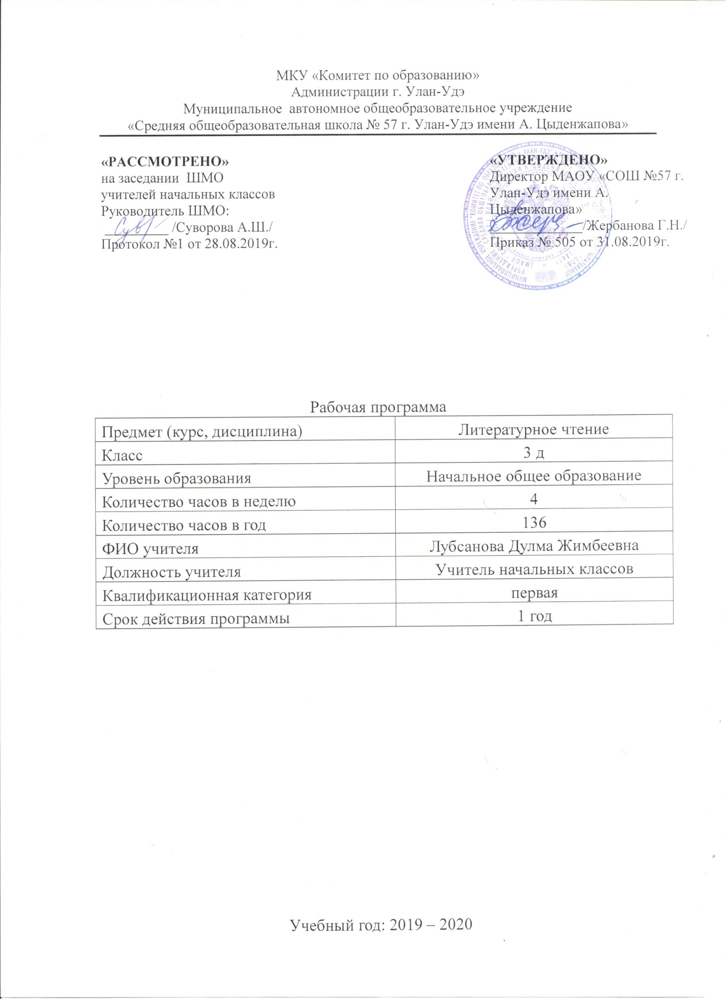 МКУ «Комитет по образованию»
Администрации г. Улан-Удэ
Муниципальное автономное общеобразовательное учреждение
«Средняя общеобразовательная школа № 57 г. Улан-Удэ имени А. Цыденжапова»
«РАССМОТРЕНО»
на заседании ШМО
учителей начальных классов
Руководитель ШМО:
_________ /Суворова А.Ш./
Протокол №1 от 28.08.2019г.
«УТВЕРЖДЕНО»
Директор МАОУ «СОШ №57 г.
Улан-Удэ имени А.
Цыденжапова»
_____________/Жербанова Г.Н./
Приказ № 505 от 31.08.2019г.
Рабочая программа
Предмет (курс, дисциплина) Литературное чтение
Класс 3 д
Уровень образования Начальное общее образование
Количество часов в неделю 4
Количество часов в год 136
ФИО учителя Лубсанова Дулма Жимбеевна
Должность учителя Учитель начальных классов
Квалификационная категория первая
Срок действия программы 1 год
Учебный год: 2019 – 2020